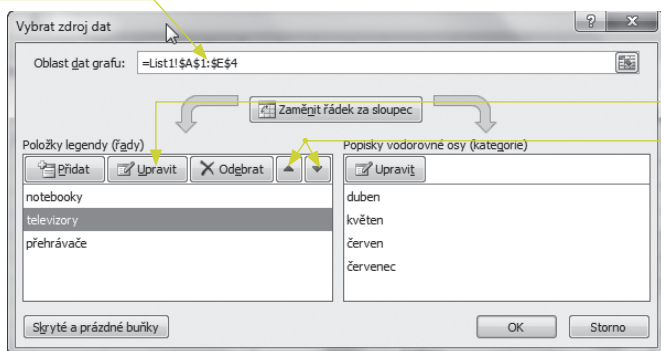 Vybrat zdroj dat
Oblast dat grafu: =List1!$A$1:$E$4
Zaměnit řádek za sloupec
Položky legendy (řady)
Přidat Upravit Odebrat
notebooky
televizory
přehrávače
Popisky vodorovné osy (kategorie)
Upravit
duben
květen
červen
červenec
Skryté a prázdné buňky
OK Storno